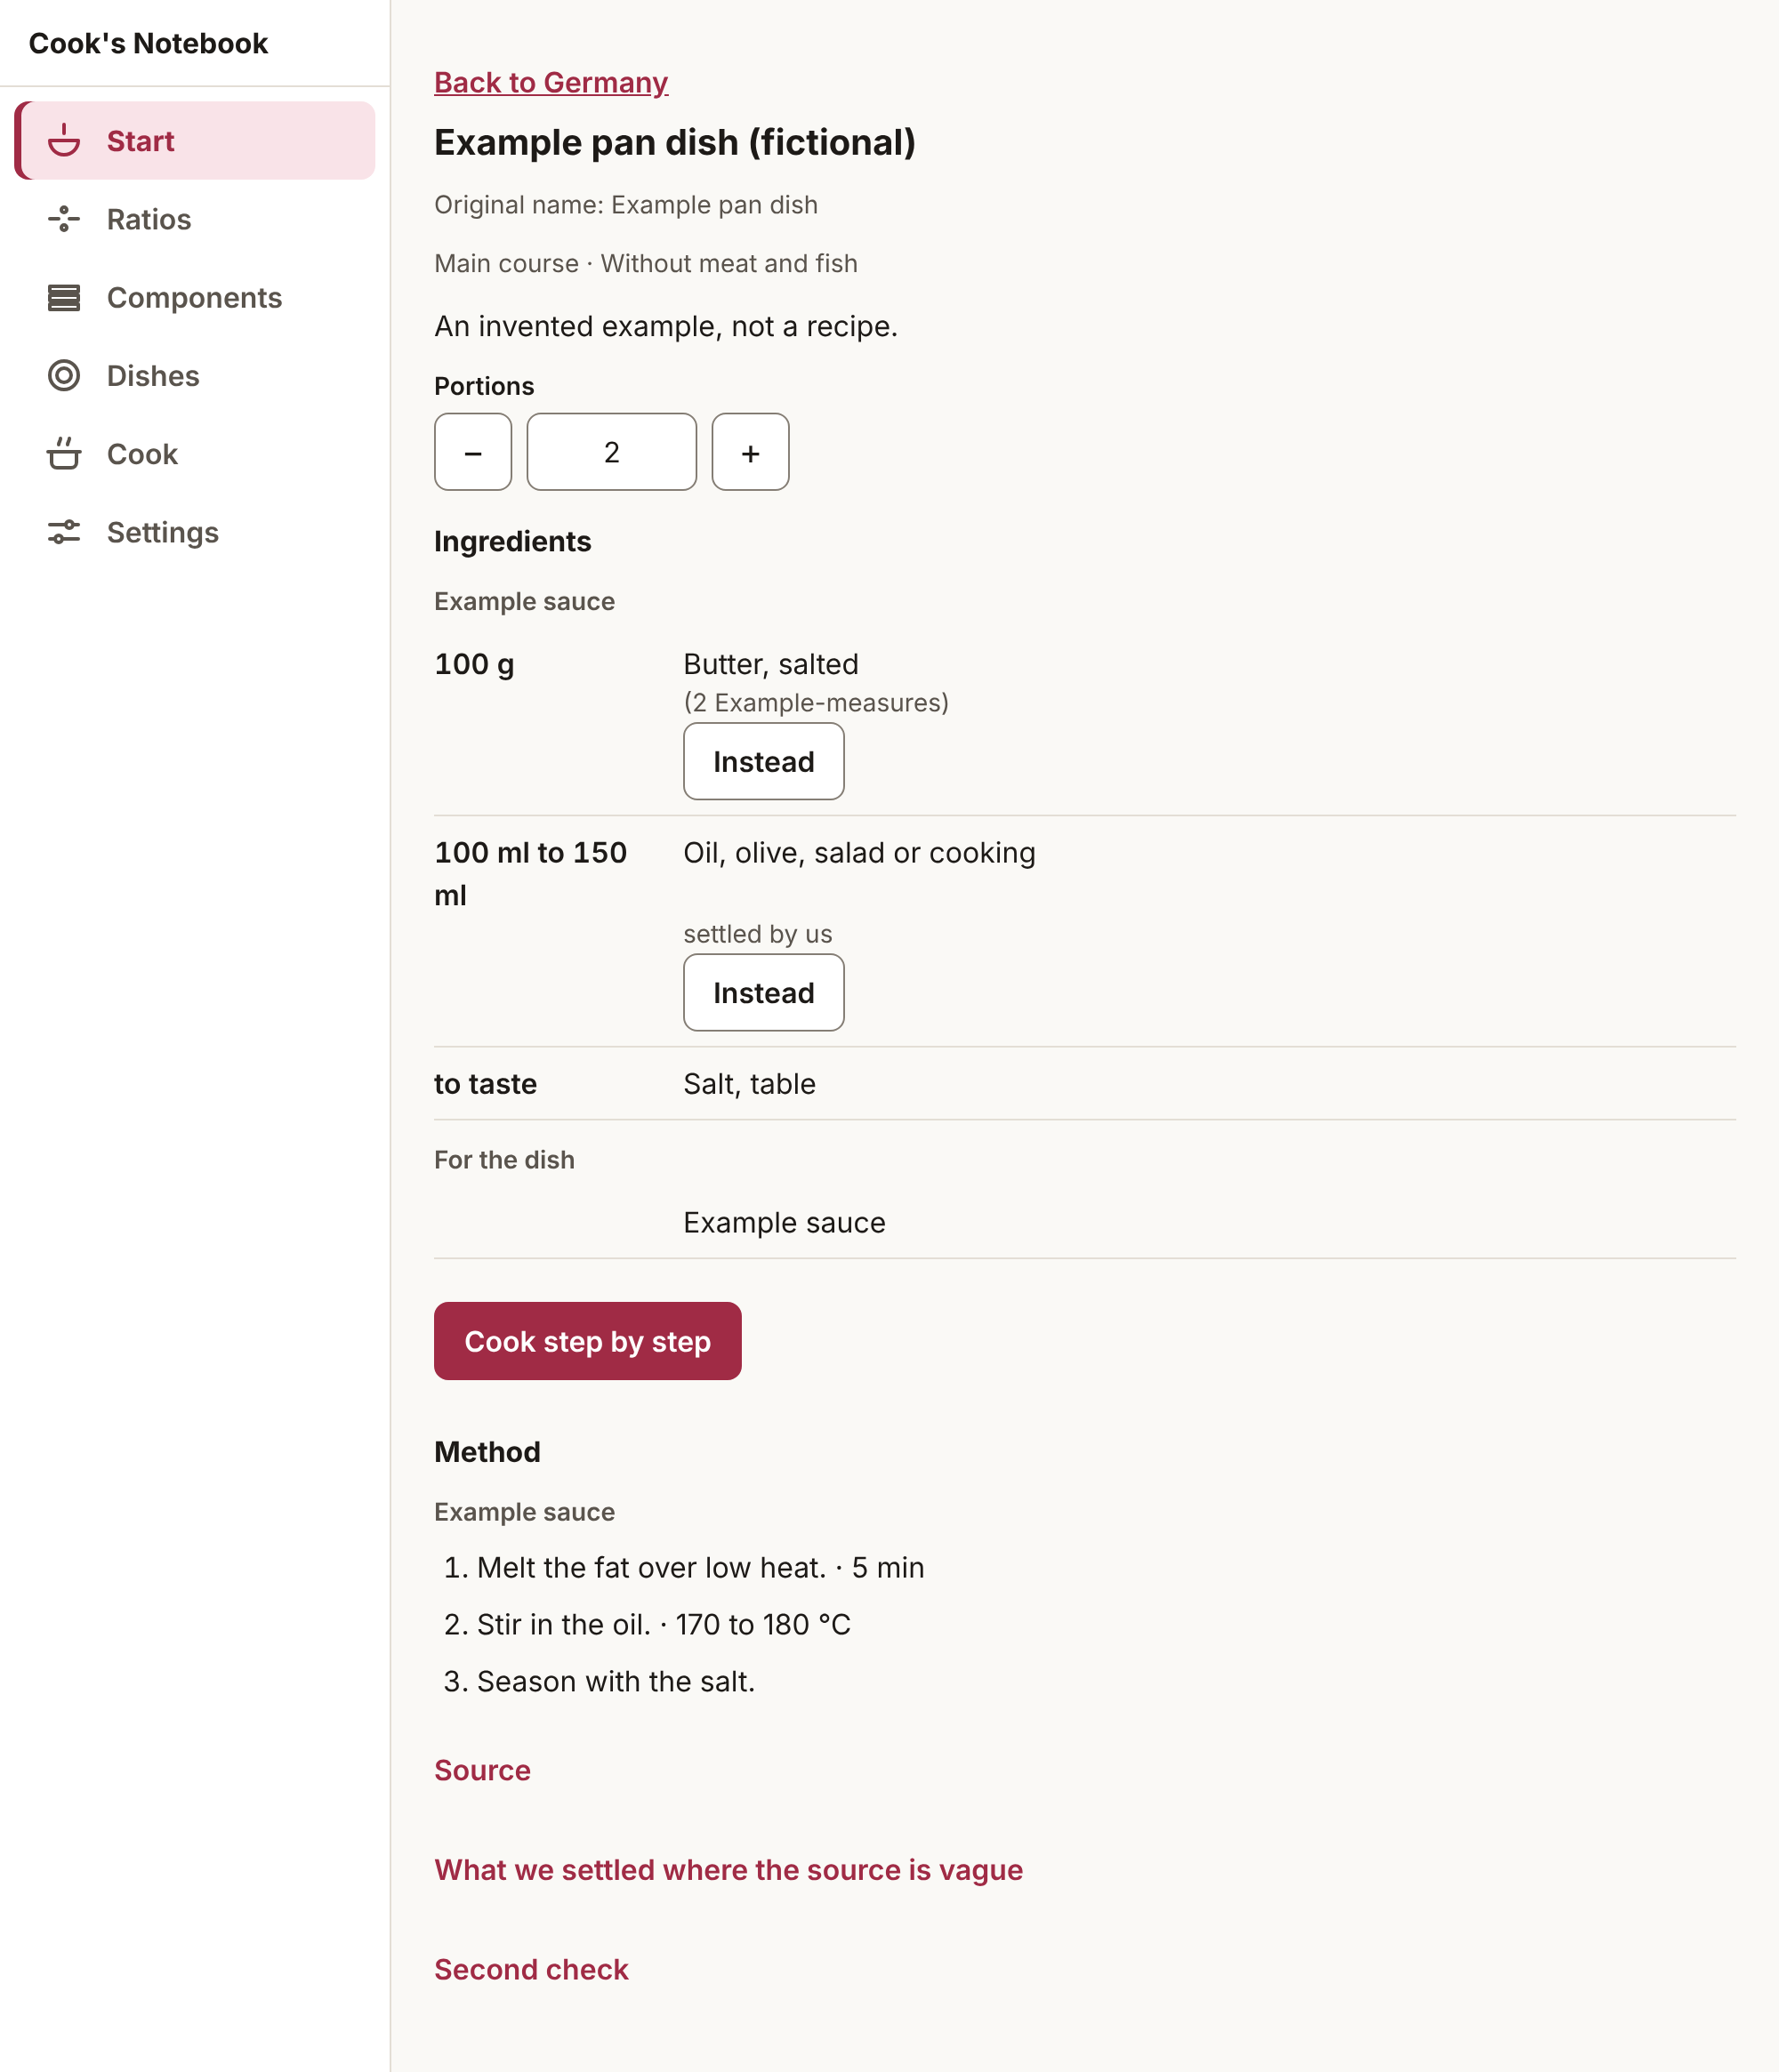 Cook's Notebook
Start
Ratios
Components
Dishes
Cook
Settings
Back to Germany
Example pan dish (fictional)
Original name: Example pan dish
Main course · Without meat and fish
An invented example, not a recipe.
Portions
− 2 +
Ingredients
Example sauce
100 g Butter, salted
(2 Example-measures)
Instead
100 ml to 150 Oil, olive, salad or cooking
ml
settled by us
Instead
to taste Salt, table
For the dish
Example sauce
Cook step by step
Method
Example sauce
1. Melt the fat over low heat. · 5 min
2. Stir in the oil. · 170 to 180 °C
3. Season with the salt.
Source
What we settled where the source is vague
Second check